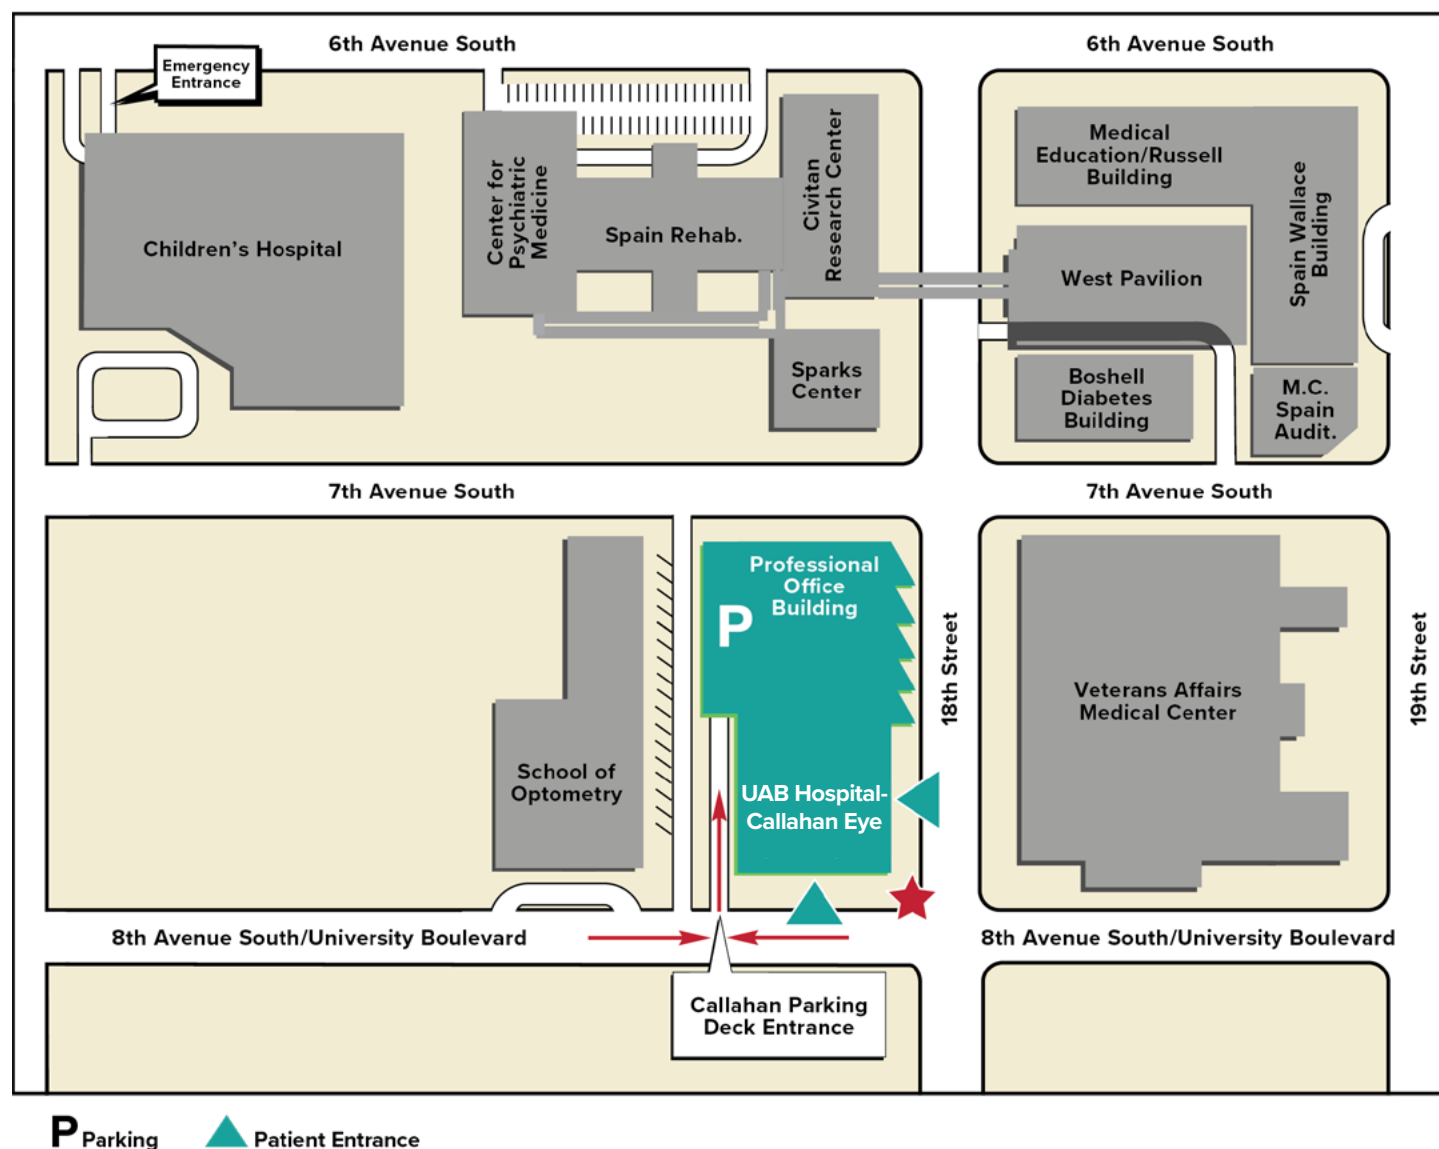 6th Avenue South
6th Avenue South
Emergency
Entrance
Children's Hospital
Center for
Psychiatric
Medicine
Spain Rehab.
Civitan
Research Center
Sparks
Center
Medical
Education/Russell
Building
Spain Wallace
Building
West Pavilion
Boshell
Diabetes
Building
M.C.
Spain
Audit.
7th Avenue South
7th Avenue South
School of
Optometry
Professional
Office
Building
P
UAB Hospital-
Callahan Eye
18th Street
Veterans Affairs
Medical Center
19th Street
8th Avenue South/University Boulevard
8th Avenue South/University Boulevard
Callahan Parking
Deck Entrance
P Parking
Patient Entrance